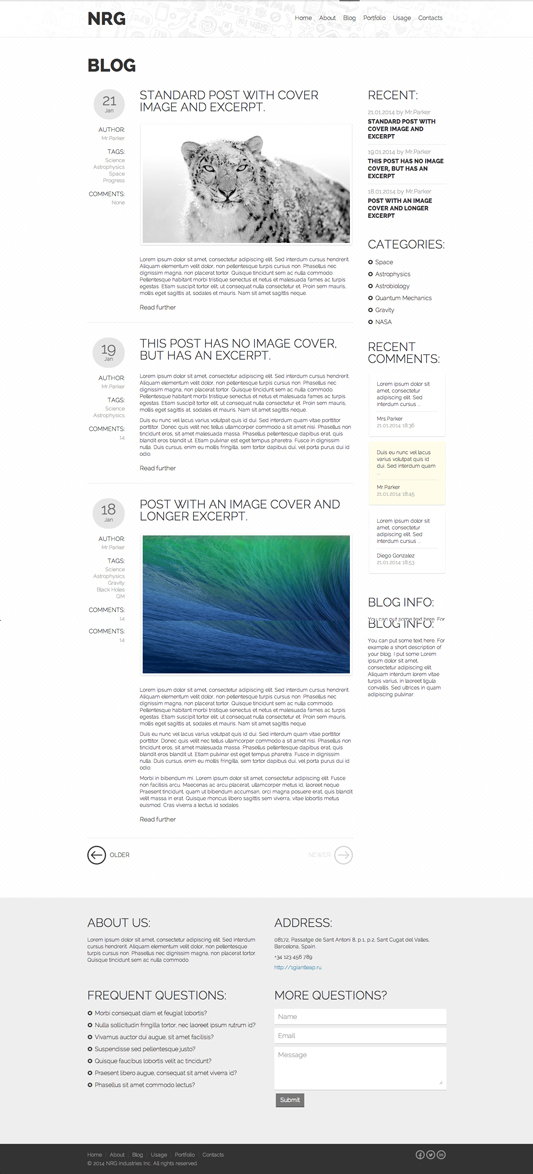 NRG
Home About Blog Portfolio Usage Contacts
BLOG
21
Jan
AUTHOR:
Mr Parker
TAGS:
Science
Astrophysics
Space
Progress
COMMENTS:
None
STANDARD POST WITH COVER
IMAGE AND EXCERPT.
Lorem ipsum dolor sit amet, consectetur adipiscing elit. Sed interdum cursus hendrerit.
Aliquam elementum velit dolor, non pellentesque turpis cursus non. Phasellus nec
dignissim magna, non placerat tortor. Quisque tincidunt sem ac nulla commodo.
Pellentesque habitant morbi tristique senectus et netus et malesuada fames ac turpis
egestas. Etiam ullamcorper tortor elit, ut consequat nulla consectetur et. Proin sem mauris,
mollis eget sagittis at, sodales et mauris. Nam sit amet sagittis neque.
Read further
19
Jan
AUTHOR:
Mr Parker
TAGS:
Science
Astrophysics
COMMENTS:
14
THIS POST HAS NO IMAGE COVER,
BUT HAS AN EXCERPT.
Lorem ipsum dolor sit amet, consectetur adipiscing elit. Sed interdum cursus hendrerit.
Aliquam elementum velit dolor, non pellentesque turpis cursus non. Phasellus nec
dignissim magna, non placerat tortor. Quisque tincidunt sem ac nulla commodo.
Pellentesque habitant morbi tristique senectus et netus et malesuada fames ac turpis
egestas. Etiam ullamcorper tortor elit, ut consequat nulla consectetur et. Proin sem mauris,
mollis eget sagittis at, sodales et mauris. Nam sit amet sagittis neque.
Duis eu nunc vel lacus varius volutpat quis id dui. Sed interdum quam vitae porttitor
porttitor. Donec quis velit nec tellus ullamcorper commodo a sit amet nisi. Phasellus
non eros, sit amet malesuada massa. Phasellus pellentesque dapibus erat, quis
blandit eros blandit ut. Etiam pulvinar est eget tempus pharetra. Fusce in dignissim
nulla. Duis cursus, enim eu mollis fringilla, sem tortor dapibus dui, vel porta purus dui id
odio.
Read further
18
Jan
AUTHOR:
Mr Parker
TAGS:
Science
Astrophysics
Gravity
Black Holes
QM
COMMENTS:
14
COMMENTS:
14
POST WITH AN IMAGE COVER AND
LONGER EXCERPT.
Lorem ipsum dolor sit amet, consectetur adipiscing elit. Sed interdum cursus hendrerit.
Aliquam elementum velit dolor, non pellentesque turpis cursus non. Phasellus nec
dignissim magna, non placerat tortor. Quisque tincidunt sem ac nulla commodo.
Pellentesque habitant morbi tristique senectus et netus et malesuada fames ac turpis
egestas. Etiam ullamcorper tortor elit, ut consequat nulla consectetur et. Proin sem mauris,
mollis eget sagittis at, sodales et mauris. Nam sit amet sagittis neque.
Duis eu nunc vel lacus varius volutpat quis id dui. Sed interdum quam vitae porttitor
porttitor. Donec quis velit nec tellus ullamcorper commodo a sit amet nisi. Phasellus
non eros, sit amet malesuada massa. Phasellus pellentesque dapibus erat, quis
blandit eros blandit ut. Etiam pulvinar est eget tempus pharetra. Fusce in dignissim
nulla. Duis cursus, enim eu mollis fringilla, sem tortor dapibus dui, vel porta purus dui id
odio.
Morbi in bibendum mi. Lorem ipsum dolor sit amet, consectetur adipiscing elit. Fusce
non facilisis arcu. Maecenas ac arcu placerat, ullamcorper metus id, laoreet neque.
Praesent tincidunt, quam ut bibendum accumsan, orci magna posuere erat, quis blandit
velit massa in erat. Quisque moncus libero sagittis sem viverra, vitae lobortis metus
euismod. Cras viverra a lectus id sodales.
Read further
OLDER
NEWER
RECENT:
21.01.2014 by Mr.Parker
STANDARD POST WITH
COVER IMAGE AND
EXCERPT
19.01.2014 by Mr.Parker
THIS POST HAS NO IMAGE
COVER, BUT HAS AN
EXCERPT
18.01.2014 by Mr.Parker
POST WITH AN IMAGE
COVER AND LONGER
EXCERPT
CATEGORIES:
Space
Astrophysics
Astrobiology
Quantum Mechanics
Gravity
NASA
RECENT
COMMENTS:
Lorem ipsum dolor sit
amet, consectetur
adipiscing elit. Sed
interdum cursus ...
Mrs Parker
21.01.2014 18:38
Duis eu nunc vel lacus
varius volutpat quis id
dui. Sed interdum quam
...
Mr Parker
21.01.2014 18:45
Lorem ipsum dolor sit
amet, consectetur
adipiscing elit. Sed
interdum cursus ...
Diego Gonzalez
21.01.2014 18:53
BLOG INFO:
You can put some text here. For
BLOG INFO:
You can put some text here. For
example a short description of
your blog. I put some Lorem
ipsum dolor sit amet,
consectetur adipiscing elit.
Aliquam interdum lorem vitae
turpis varius, in laoreet ligula
convallis. Sed ultrices in quam
adipiscing pulvinar.
ABOUT US:
Lorem ipsum dolor sit amet, consectetur adipiscing elit. Sed interdum cursus
hendrerit. Aliquam elementum velit dolor, non pellentesque
turpis cursus non. Phasellus nec dignissim magna, non placerat tortor.
Quisque tincidunt sem ac nulla commodo.
ADDRESS:
08172, Passatge de Sant Antoni 8, p.1, p.2, Sant Cugat del Valles,
Barcelona, Spain.
+34 123 456 789
http://jgiantleap.ru
FREQUENT QUESTIONS:
Morbi consequat diam et feugiat lobortis?
Nulla sollicitudin fringilla tortor, nec laoreet ipsum rutrum id?
Vivamus auctor dui augue, sit amet facilisis?
Suspendisse sed pellentesque justo?
Quisque faucibus lobortis velit ac tincidunt?
Praesent libero augue, consequat sit amet viverra id?
Phasellus sit amet commodo lectus?
MORE QUESTIONS?
Name
Email
Message
Submit
Home About Blog Usage Portfolio Contacts
© 2014 NRG Industries Inc. All rights reserved.